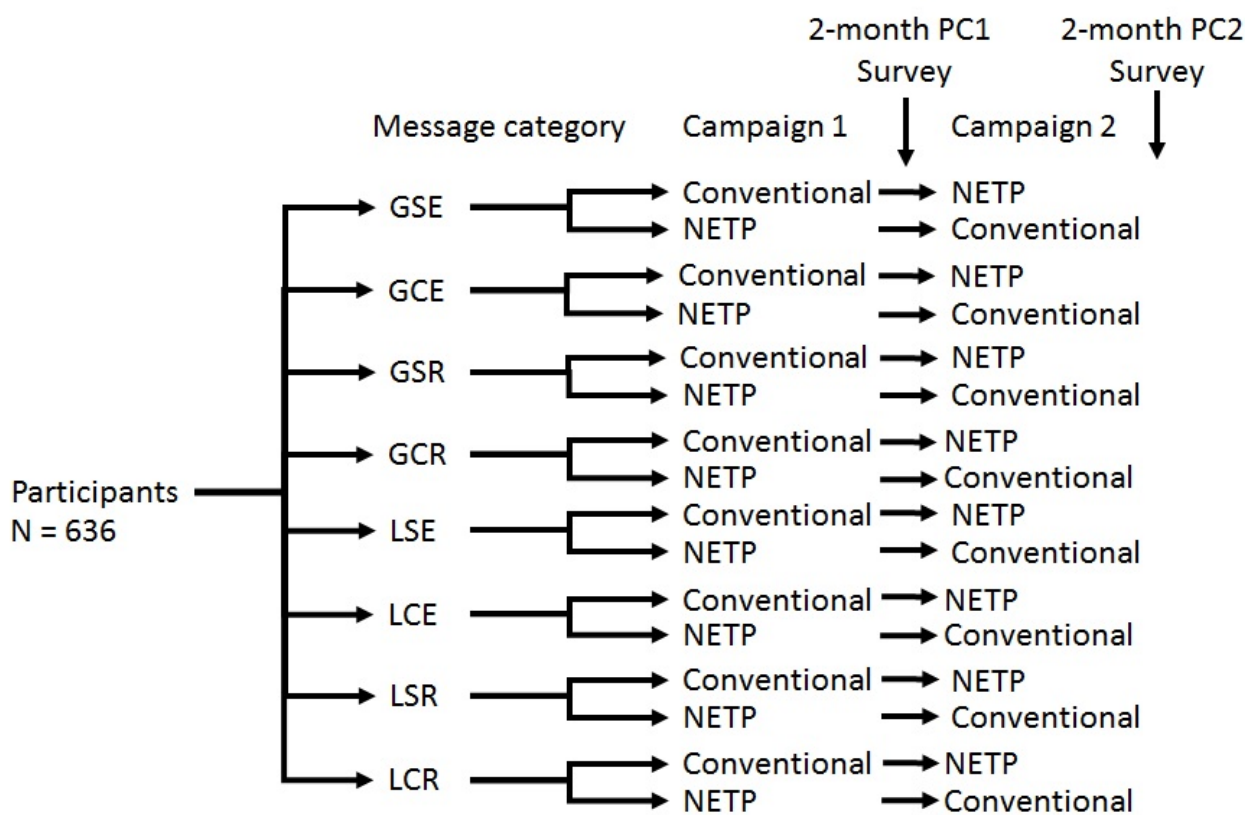 2-month PC1 2-month PC2
Survey Survey
Message category Campaign 1 Campaign 2
GSE Conventional NETP
NETP Conventional
GCE Conventional NETP
NETP Conventional
GSR Conventional NETP
NETP Conventional
GCR Conventional NETP
NETP Conventional
Participants
N = 636
LSE Conventional NETP
NETP Conventional
LCE Conventional NETP
NETP Conventional
LSR Conventional NETP
NETP Conventional
LCR Conventional NETP
NETP Conventional